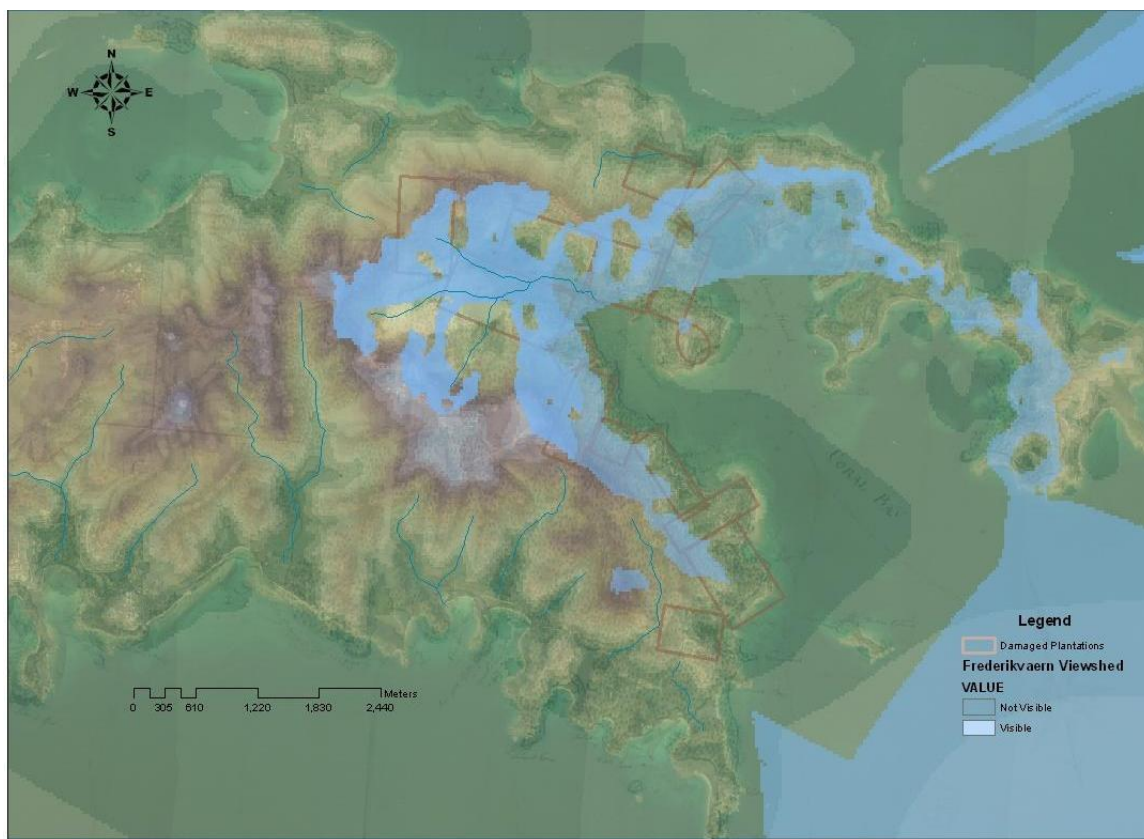 N
W E
S
CORAL BAY
Meters
0 305 610 1,220 1,830 2,440
Legend
Damaged Plantations
Frederikvaern Viewshed
VALUE
Not Visible
Visible